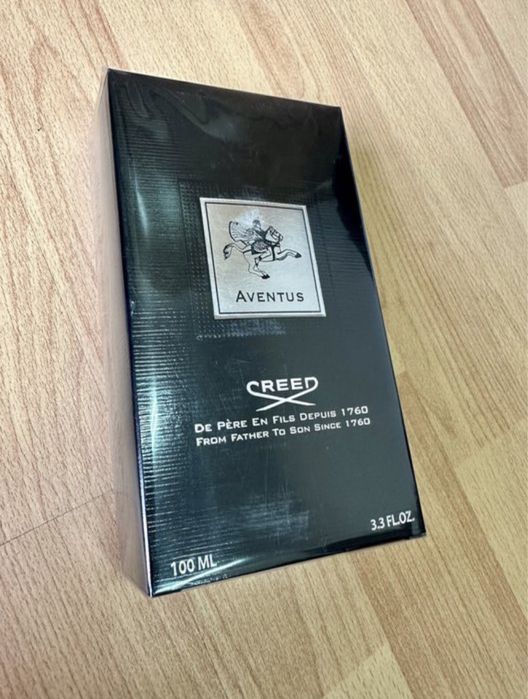 AVENTUS
CREED
DE PÈRE EN FILS DEPUIS 1760
FROM FATHER TO SON SINCE 1760
3.3 FL.OZ.
100 ML